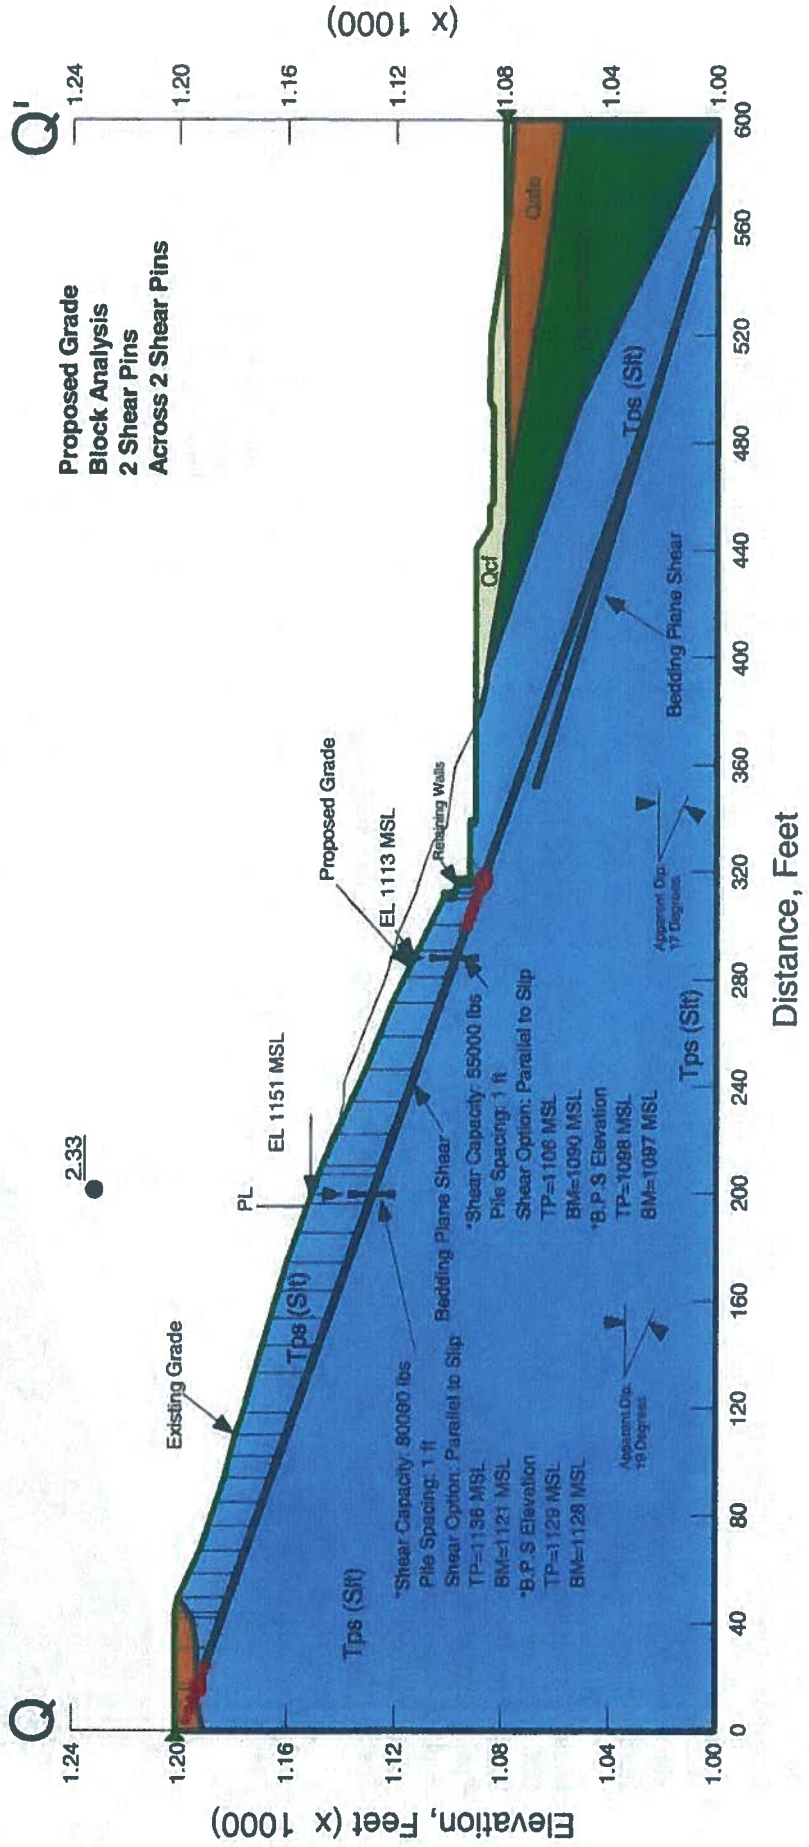 Q
Q'
Proposed Grade
Block Analysis
2 Shear Pins
Across 2 Shear Pins
2.33
Existing Grade
PL
EL 1151 MSL
Proposed Grade
EL 1113 MSL
Retaining Walls
Qcf
Qafo
Tps (Slt)
Tps (Slt)
Tps (Slt)
Tps (Slt)
Bedding Plane Shear
Bedding Plane Shear
*Shear Capacity: 80000 lbs
Pile Spacing: 1 ft
Shear Option: Parallel to Slip
TP=1136 MSL
BM=1121 MSL
*B.P.S Elevation
TP=1129 MSL
BM=1128 MSL
*Shear Capacity: 55000 lbs
Pile Spacing: 1 ft
Shear Option: Parallel to Slip
TP=1106 MSL
BM=1090 MSL
*B.P.S Elevation
TP=1098 MSL
BM=1097 MSL
Apparent Dip:
19 Degrees
Apparent Dip:
17 Degrees
Elevation, Feet (x 1000)
1.24
1.20
1.16
1.12
1.08
1.04
1.00
(x 1000)
1.24
1.20
1.16
1.12
1.08
1.04
1.00
0 40 80 120 160 200 240 280 320 360 400 440 480 520 560 600
Distance, Feet